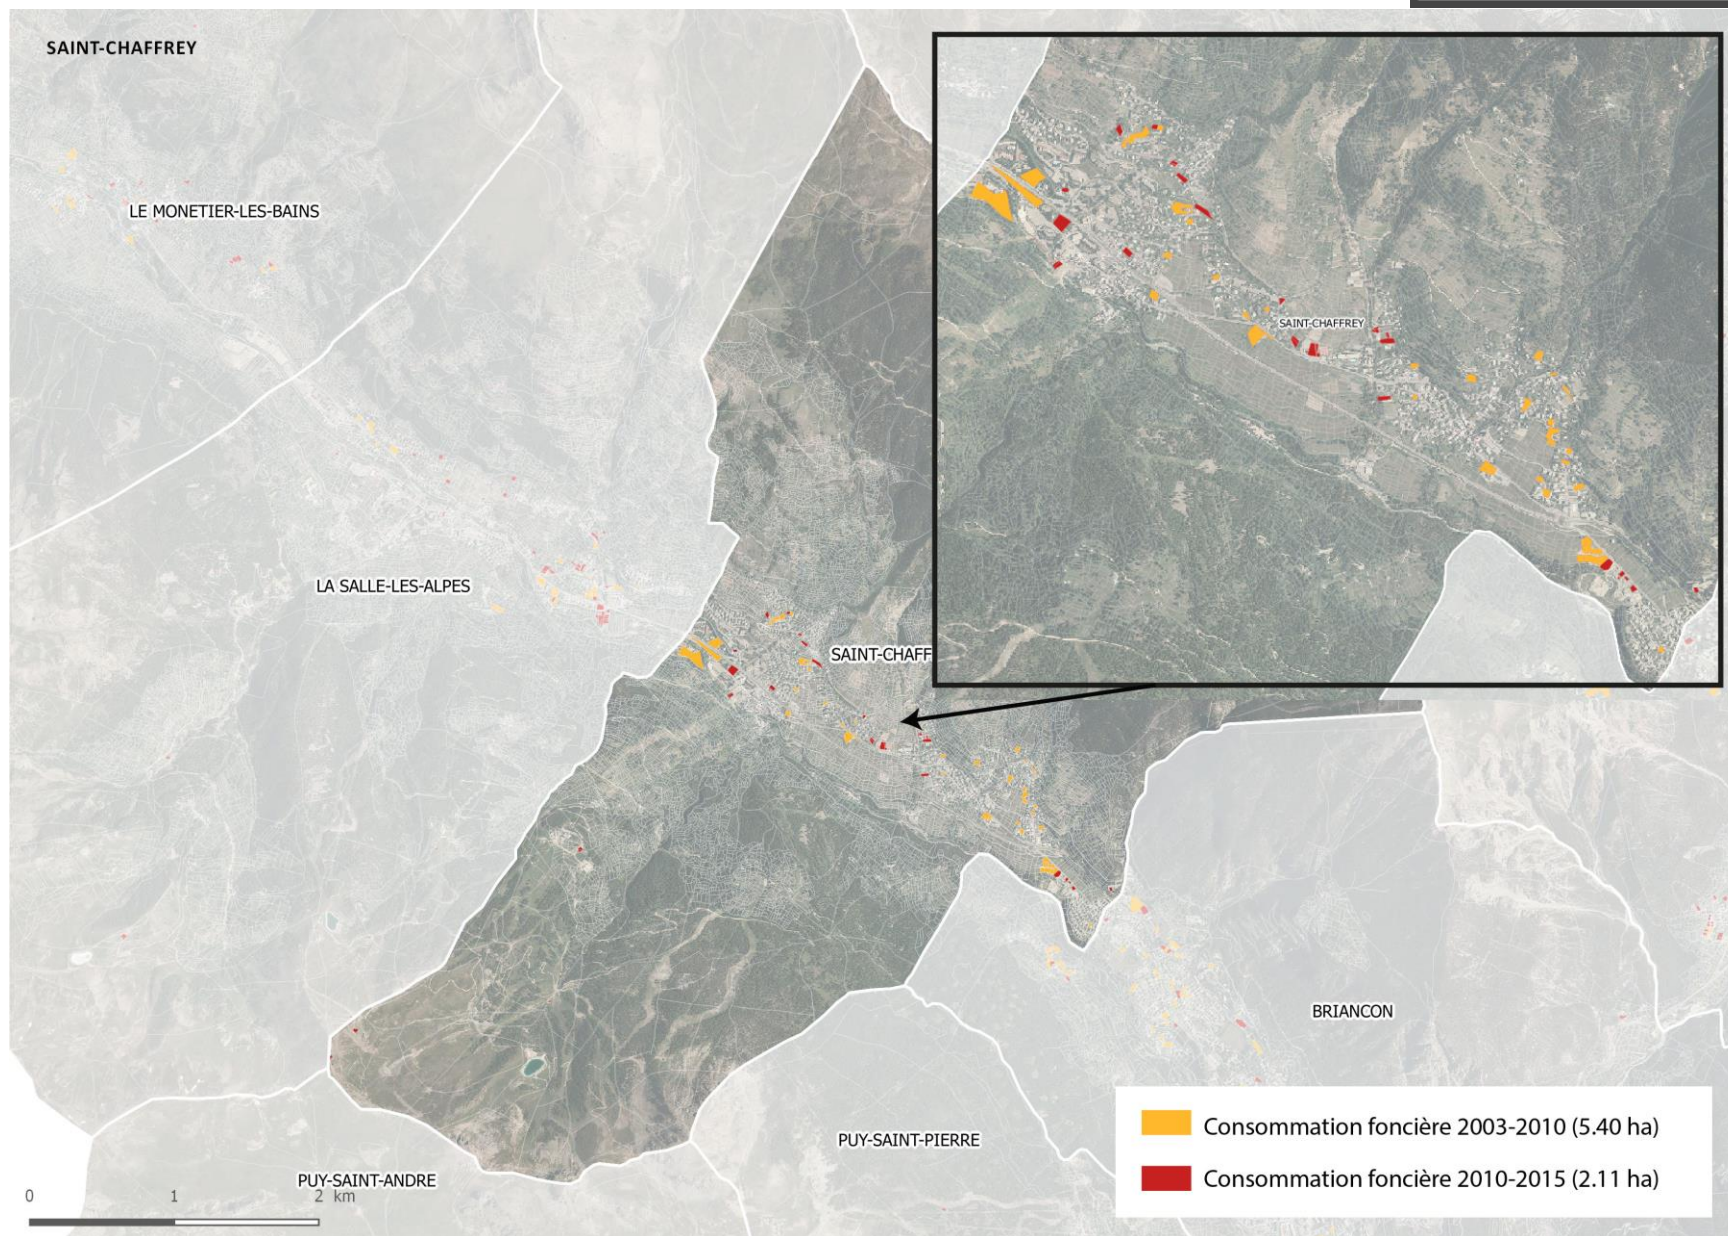 SAINT-CHAFFREY
LE MONETIER-LES-BAINS
SAINT-CHAFFREY
LA SALLE-LES-ALPES
SAINT-CHAFF
BRIANCON
Consommation foncière 2003-2010 (5.40 ha)
PUY-SAINT-PIERRE
Consommation foncière 2010-2015 (2.11 ha)
PUY-SAINT-ANDRE
0 1 2 km